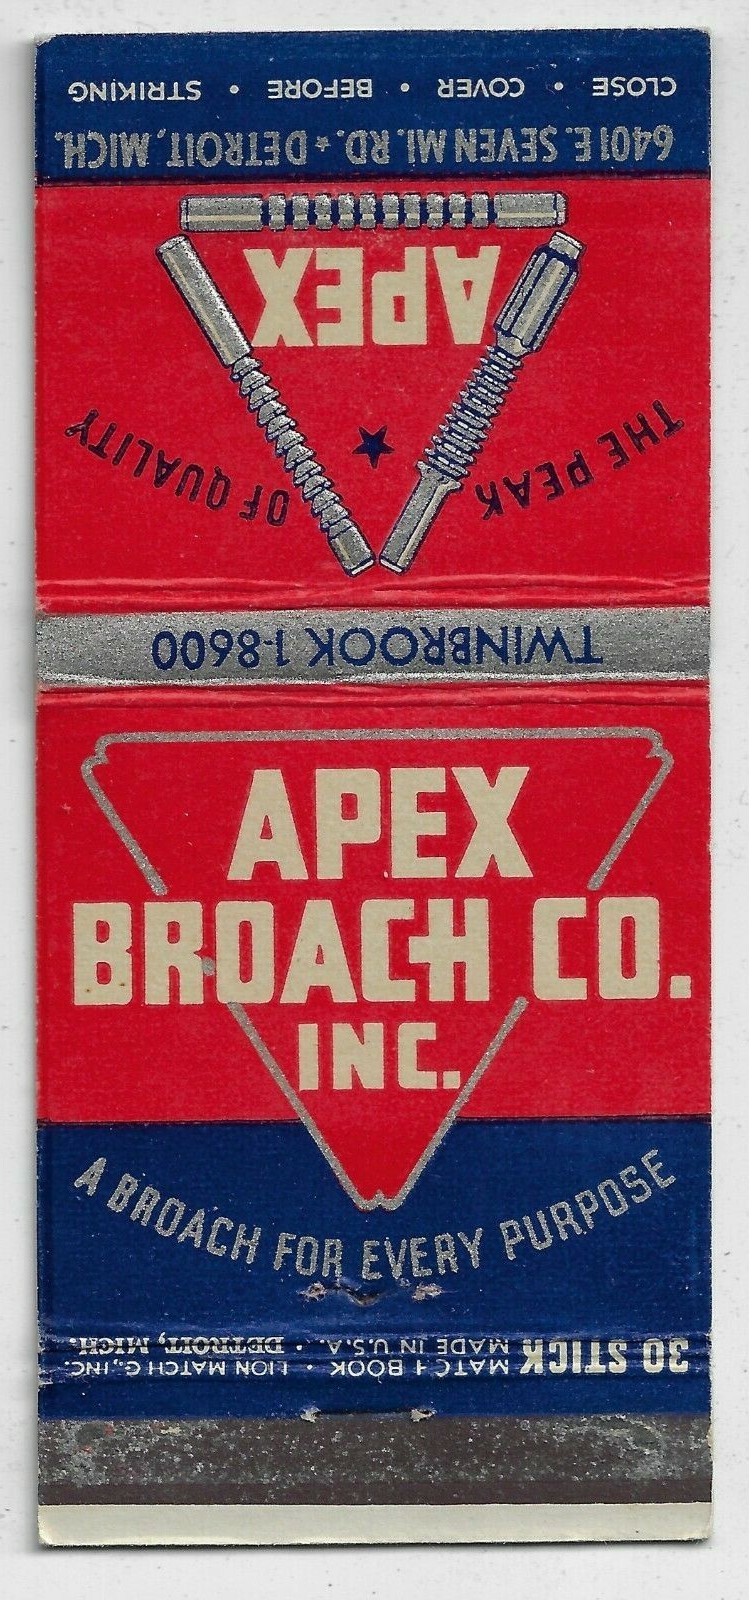 CLOSE • COVER • BEFORE • STRIKING
6401 E. SEVEN MI. RD. ★ DETROIT, MICH.
APEX
THE PEAK OF QUALITY
TWINBROOK 1-8600
APEX
BROACH CO.
INC.
A BROACH FOR EVERY PURPOSE
30 STICK MATCH BOOK • LION MATCH CO., INC.
MADE IN U.S.A. • DETROIT, MICH.